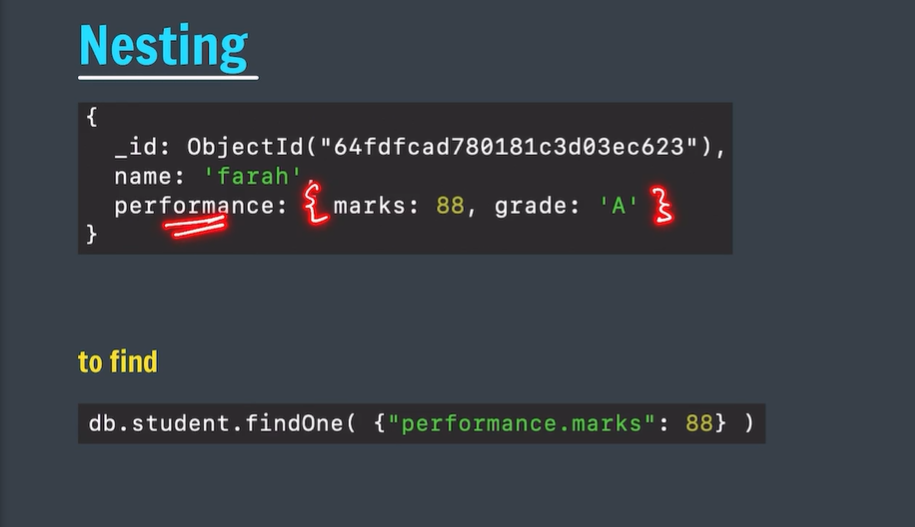 Nesting
{
_id: ObjectId("64fdfcad780181c3d03ec623"),
name: 'farah',
performance: { marks: 88, grade: 'A' }
}
to find
db.student.findOne( {"performance.marks": 88} )